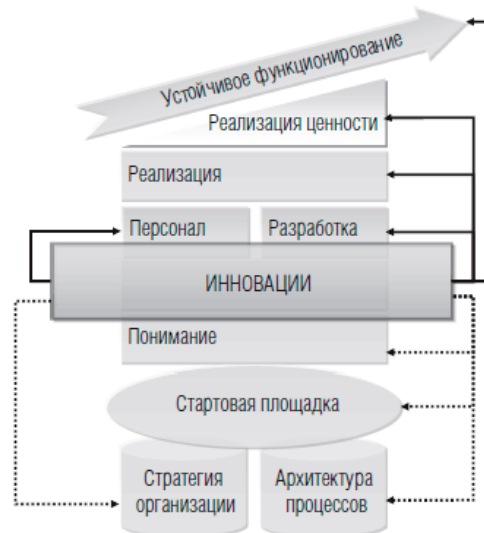 Устойчивое функционирование
Реализация ценности
Реализация
Персонал
Разработка
ИННОВАЦИИ
Понимание
Стартовая площадка
Стратегия
организации
Архитектура
процессов